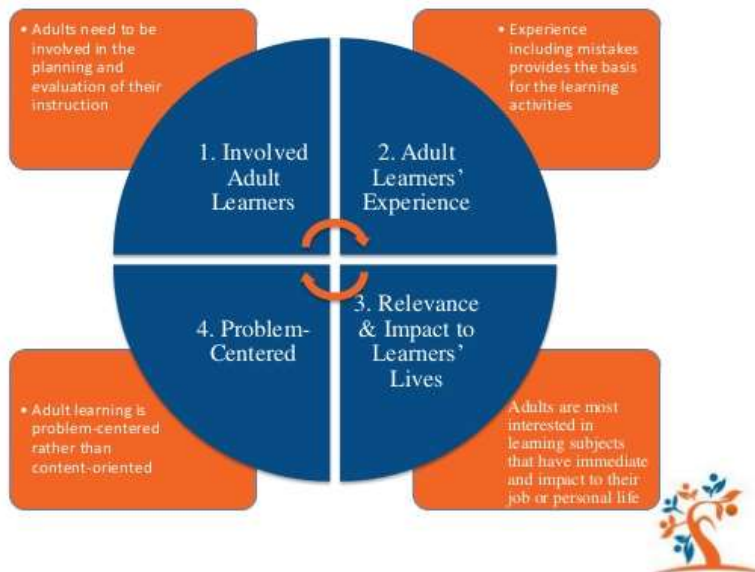 • Adults need to be
involved in the
planning and
evaluation of their
instruction
• Experience
including mistakes
provides the basis
for the learning
activities
1. Involved
Adult
Learners
2. Adult
Learners’
Experience
4. Problem-
Centered
3. Relevance
& Impact to
Learners’
Lives
• Adult learning is
problem-centered
rather than
content-oriented
Adults are most
interested in
learning subjects
that have immediate
and impact to their
job or personal life